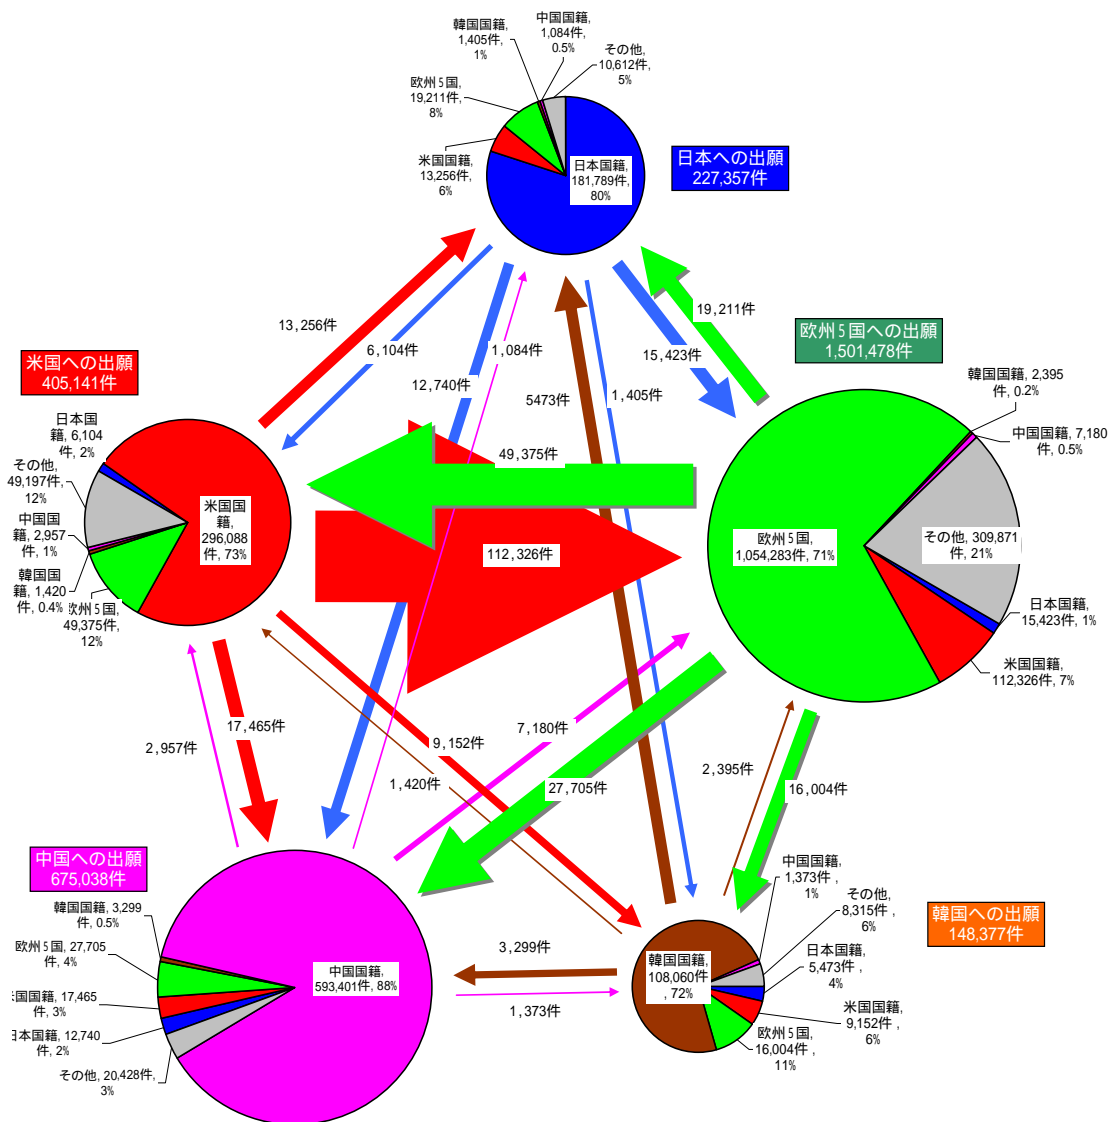 韓国国籍,
1,405件,
1%
中国国籍,
1,084件,
0.5%
その他,
10,612件,
5%
欧州5国,
19,211件,
8%
米国国籍,
13,256件,
6%
日本国籍,
181,789件,
80%
日本への出願
227,357件
13,256件
6,104件
12,740件
1,084件
5473件
1,405件
15,423件
19,211件
欧州5国への出願
1,501,478件
韓国国籍, 2,395
件, 0.2%
中国国籍, 7,180
件, 0.5%
その他, 309,871
件, 21%
欧州5国,
1,054,283件, 71%
日本国籍,
15,423件, 1%
米国国籍,
112,326件, 7%
米国への出願
405,141件
日本国
籍, 6,104
件, 2%
その他,
49,197件,
12%
中国国
籍, 2,957
件, 1%
韓国国
籍, 1,420
件, 0.4%
欧州5国,
49,375件,
12%
米国国
籍,
296,088
件, 73%
49,375件
112,326件
17,465件
2,957件
9,152件
1,420件
7,180件
27,705件
2,395件
16,004件
中国への出願
675,038件
韓国国籍, 3,299
件, 0.5%
欧州5国, 27,705
件, 4%
国国籍, 17,465
件, 3%
日本国籍, 12,740
件, 2%
その他, 20,428件,
3%
中国国籍,
593,401件, 88%
3,299件
1,373件
韓国への出願
148,377件
中国国籍,
1,373件,
1%
その他,
8,315件 ,
6%
日本国籍,
5,473件 ,
4%
米国国籍,
9,152件 ,
6%
欧州5国,
16,004件 ,
11%
韓国国籍,
108,060件
, 72%